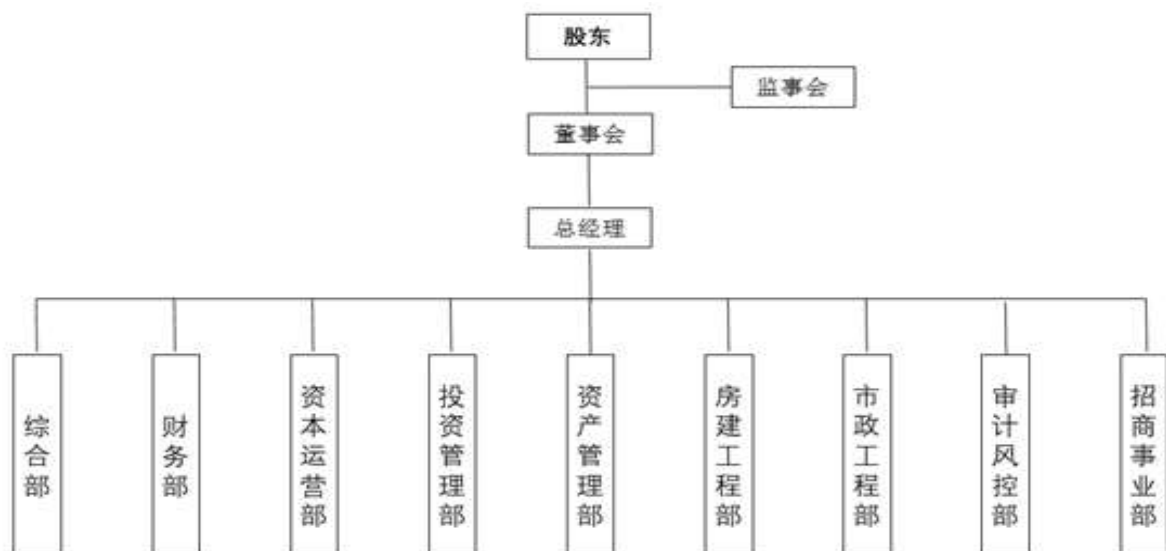 股东
监事会
董事会
总经理
综合部
财务部
资本运营部
投资管理部
资产管理部
房建工程部
市政工程部
审计风控部
招商事业部